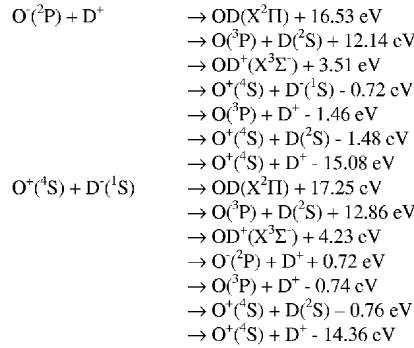 O⁻(²P) + D⁺ → OD(X²Π) + 16.53 eV
→ O(³P) + D(²S) + 12.14 eV
→ OD⁺(X³Σ⁻) + 3.51 eV
→ O⁺(⁴S) + D⁻(¹S) - 0.72 eV
→ O(³P) + D⁺ - 1.46 eV
→ O⁺(⁴S) + D(²S) - 1.48 eV
→ O⁺(⁴S) + D⁺ - 15.08 eV
O⁺(⁴S) + D⁻(¹S) → OD(X²Π) + 17.25 eV
→ O(³P) + D(²S) + 12.86 eV
→ OD⁺(X³Σ⁻) + 4.23 eV
→ O⁻(²P) + D⁺ + 0.72 eV
→ O(³P) + D⁺ - 0.74 eV
→ O⁺(⁴S) + D(²S) – 0.76 eV
→ O⁺(⁴S) + D⁺ - 14.36 eV